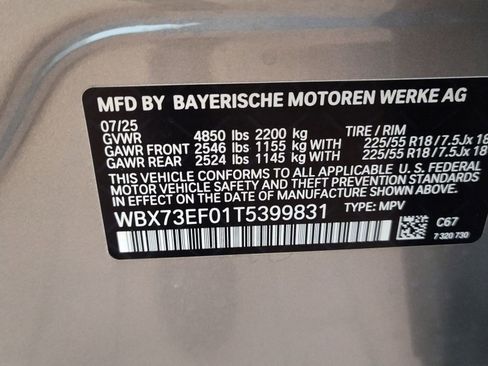 MFD BY BAYERISCHE MOTOREN WERKE AG
07/25
GVWR 4850 lbs 2200 kg TIRE / RIM
GAWR FRONT 2546 lbs 1155 kg WITH 225/55 R18 / 7.5Jx 18
GAWR REAR 2524 lbs 1145 kg WITH 225/55 R18 / 7.5Jx 18
THIS VEHICLE CONFORMS TO ALL APPLICABLE U.S.
FEDERAL MOTOR VEHICLE SAFETY STANDARDS IN
EFFECT ON THE DATE OF MANUFACTURE SHOWN ABOVE.
WBX73EF01T5399831 TYPE: MPV
C67
7 320 730